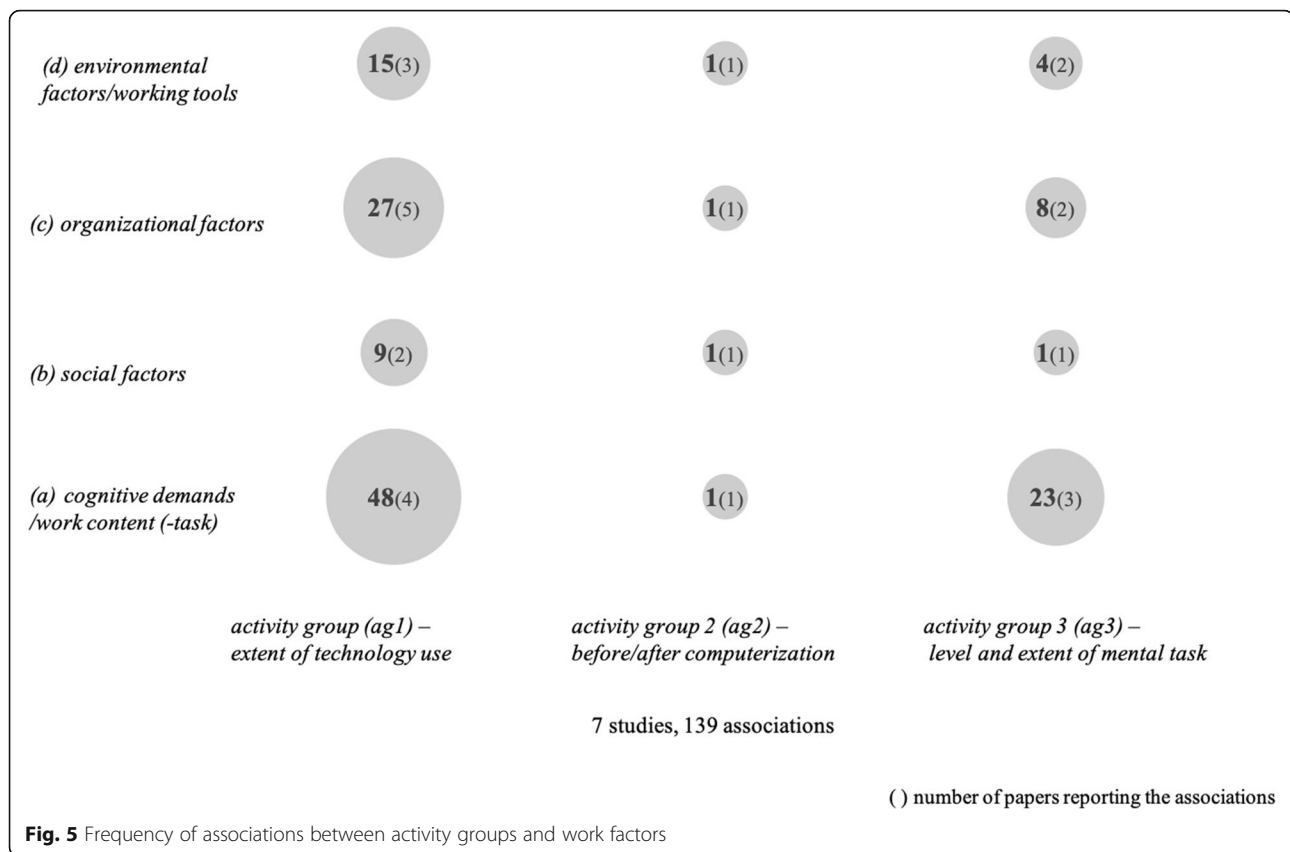 (d) environmental
factors/working tools
15(3)
1(1)
4(2)
(c) organizational factors
27(5)
1(1)
8(2)
(b) social factors
9(2)
1(1)
1(1)
(a) cognitive demands
/work content (-task)
48(4)
1(1)
23(3)
activity group (ag1) –
extent of technology use
activity group 2 (ag2) –
before/after computerization
activity group 3 (ag3) –
level and extent of mental task
7 studies, 139 associations
( ) number of papers reporting the associations
Fig. 5 Frequency of associations between activity groups and work factors